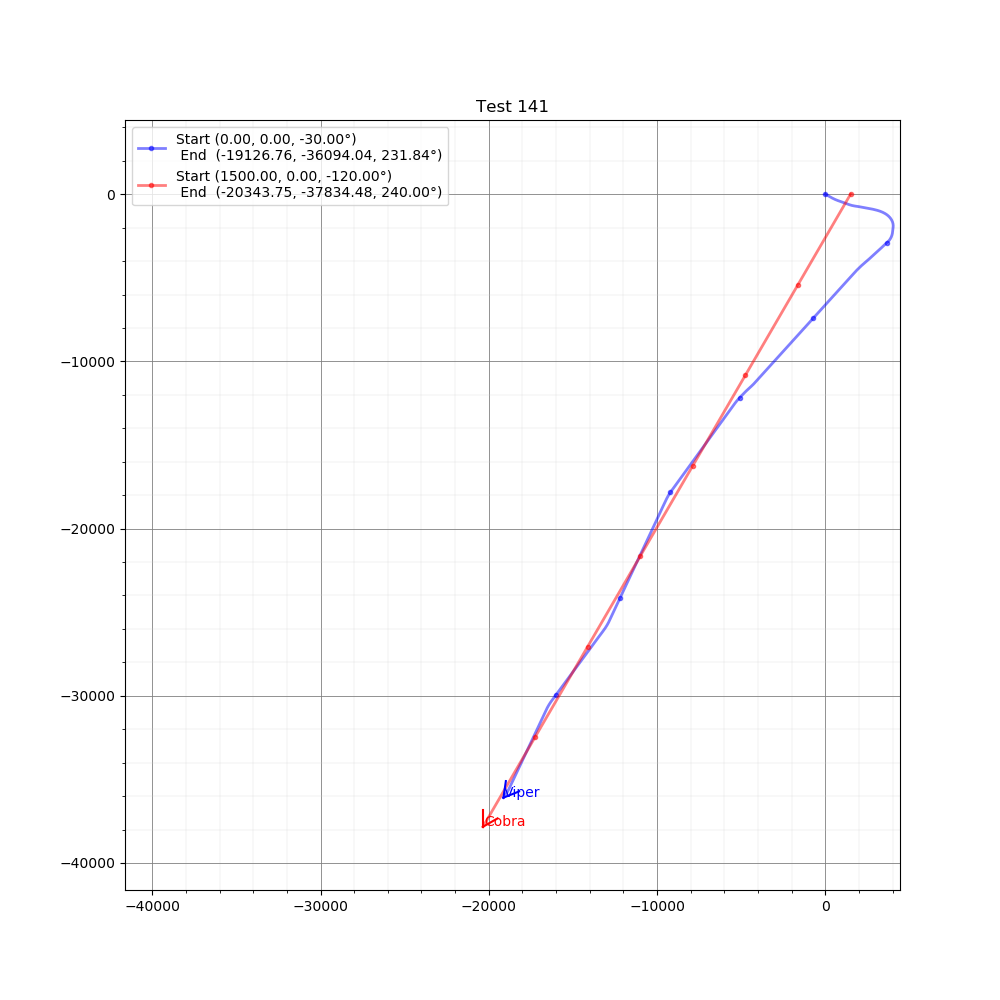 Test 141
Start (0.00, 0.00, -30.00°)
End (-19126.76, -36094.04, 231.84°)
Start (1500.00, 0.00, -120.00°)
End (-20343.75, -37834.48, 240.00°)
0
−10000
−20000
−30000
−40000
Viper
Cobra
−40000
−30000
−20000
−10000
0